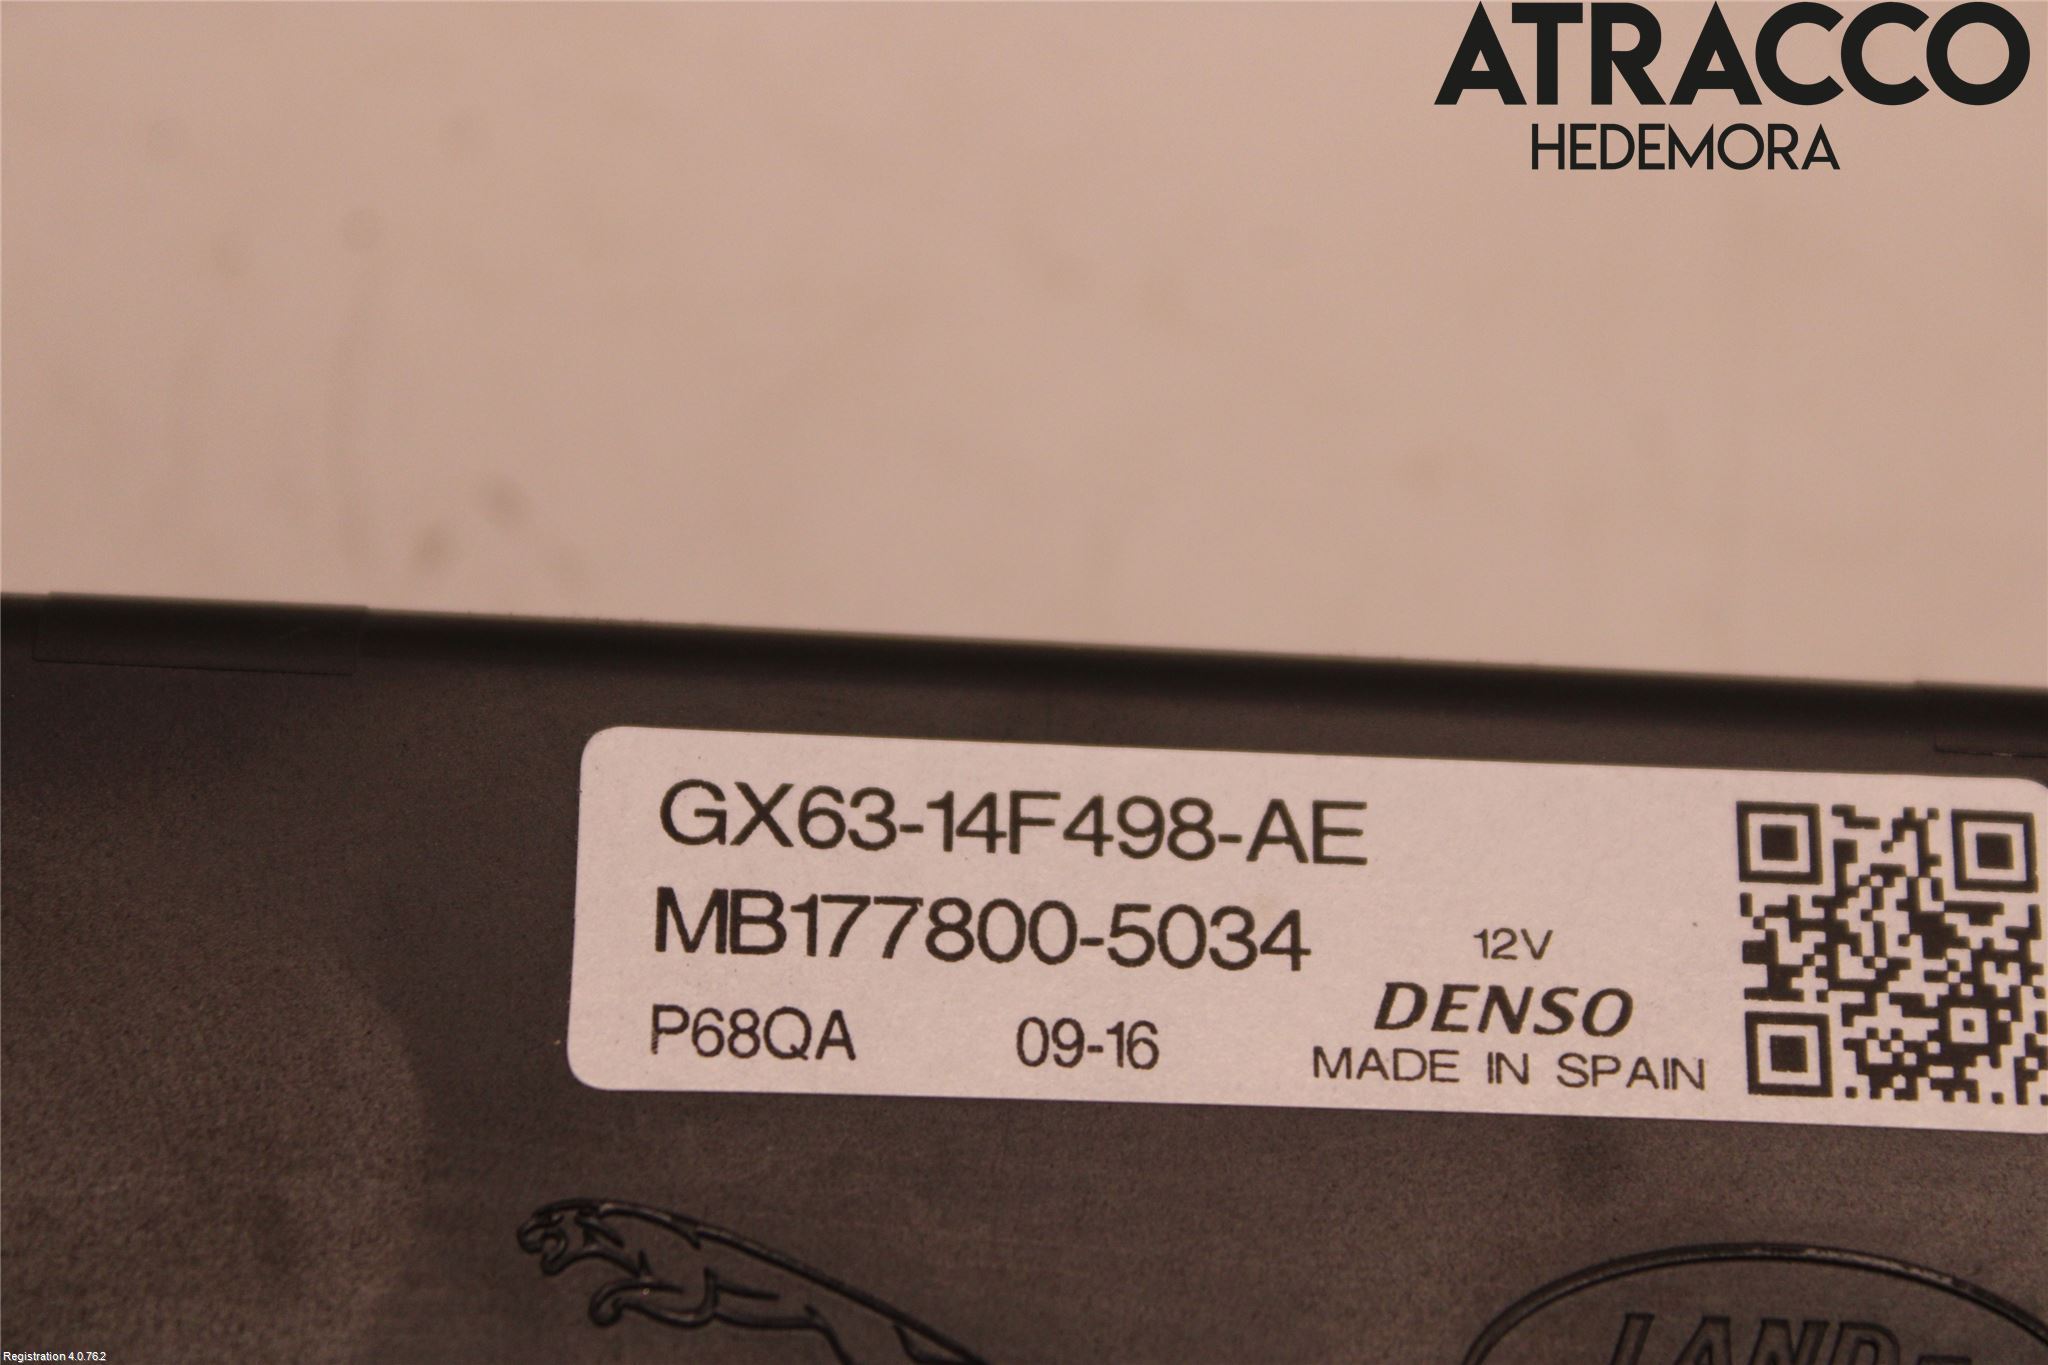 ATRACCO
HEDEMORA
GX63-14F498-AE
MB177800-5034
12V
P68QA 09-16 DENSO
MADE IN SPAIN
LAND-
Registration 4.0.76.2